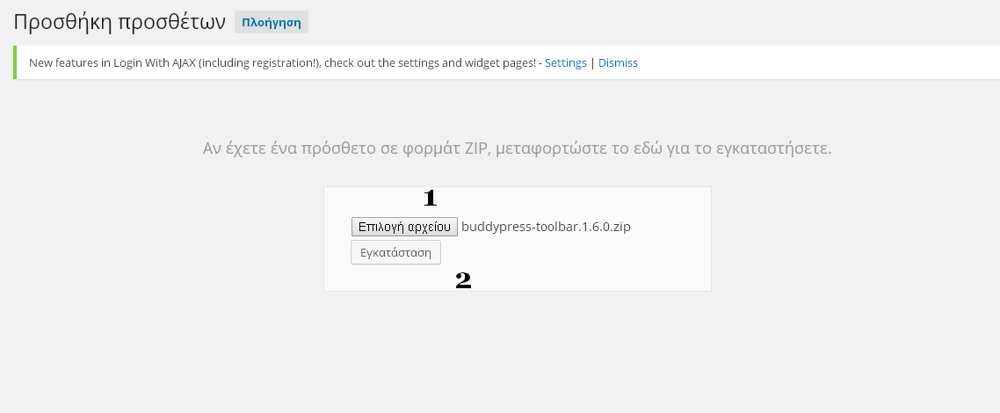 Προσθήκη προσθέτων Πλοήγηση
New features in Login With AJAX (including registration!), check out the settings and widget pages! - Settings | Dismiss
Αν έχετε ένα πρόσθετο σε φορμάτ ZIP, μεταφορτώστε το εδώ για το εγκαταστήσετε.
1
Επιλογή αρχείου buddypress-toolbar.1.6.0.zip
Εγκατάσταση
2